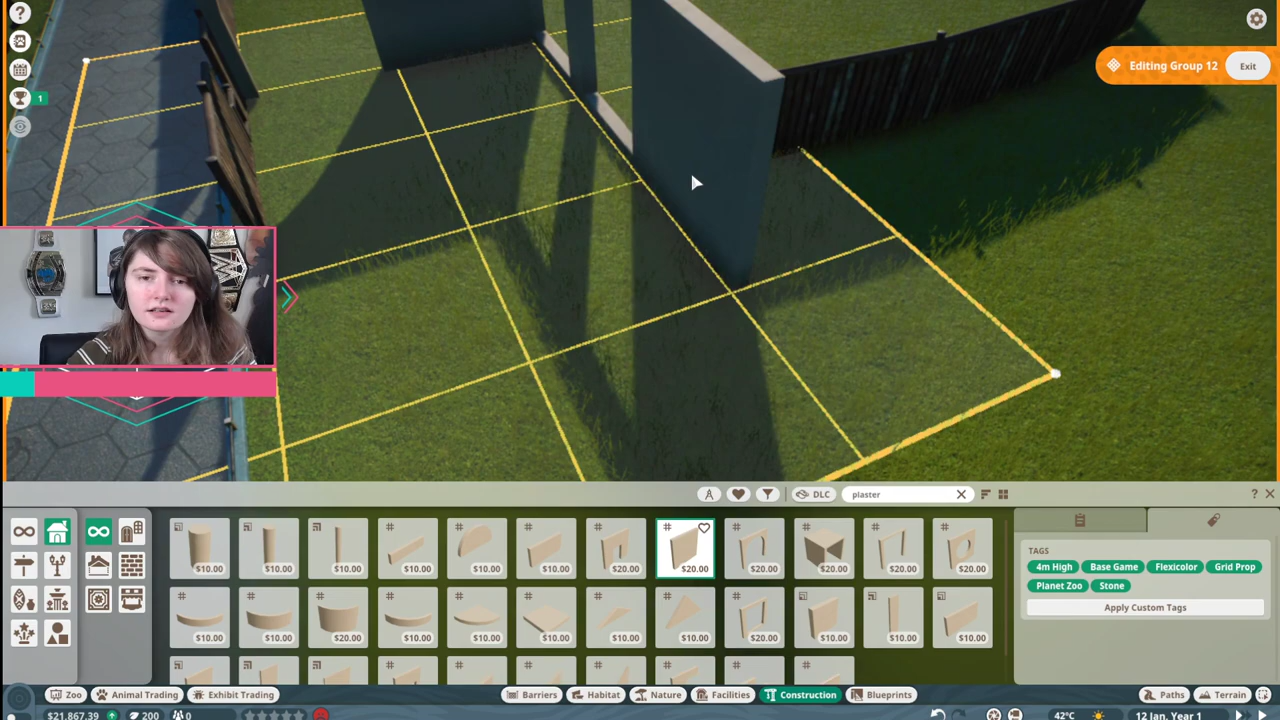 ?
1
Editing Group 12
Exit
DLC
plaster
?
$10.00
$10.00
$10.00
$10.00
$10.00
$10.00
$20.00
$20.00
$20.00
$20.00
$20.00
$20.00
$10.00
$10.00
$20.00
$10.00
$10.00
$10.00
$10.00
$10.00
$20.00
$10.00
$10.00
$10.00
TAGS
4m High
Base Game
Flexicolor
Grid Prop
Planet Zoo
Stone
Apply Custom Tags
Zoo
Animal Trading
Exhibit Trading
Barriers
Habitat
Nature
Facilities
Construction
Blueprints
Paths
Terrain
$21,867.39
200
0
42°C
12 Jan, Year 1